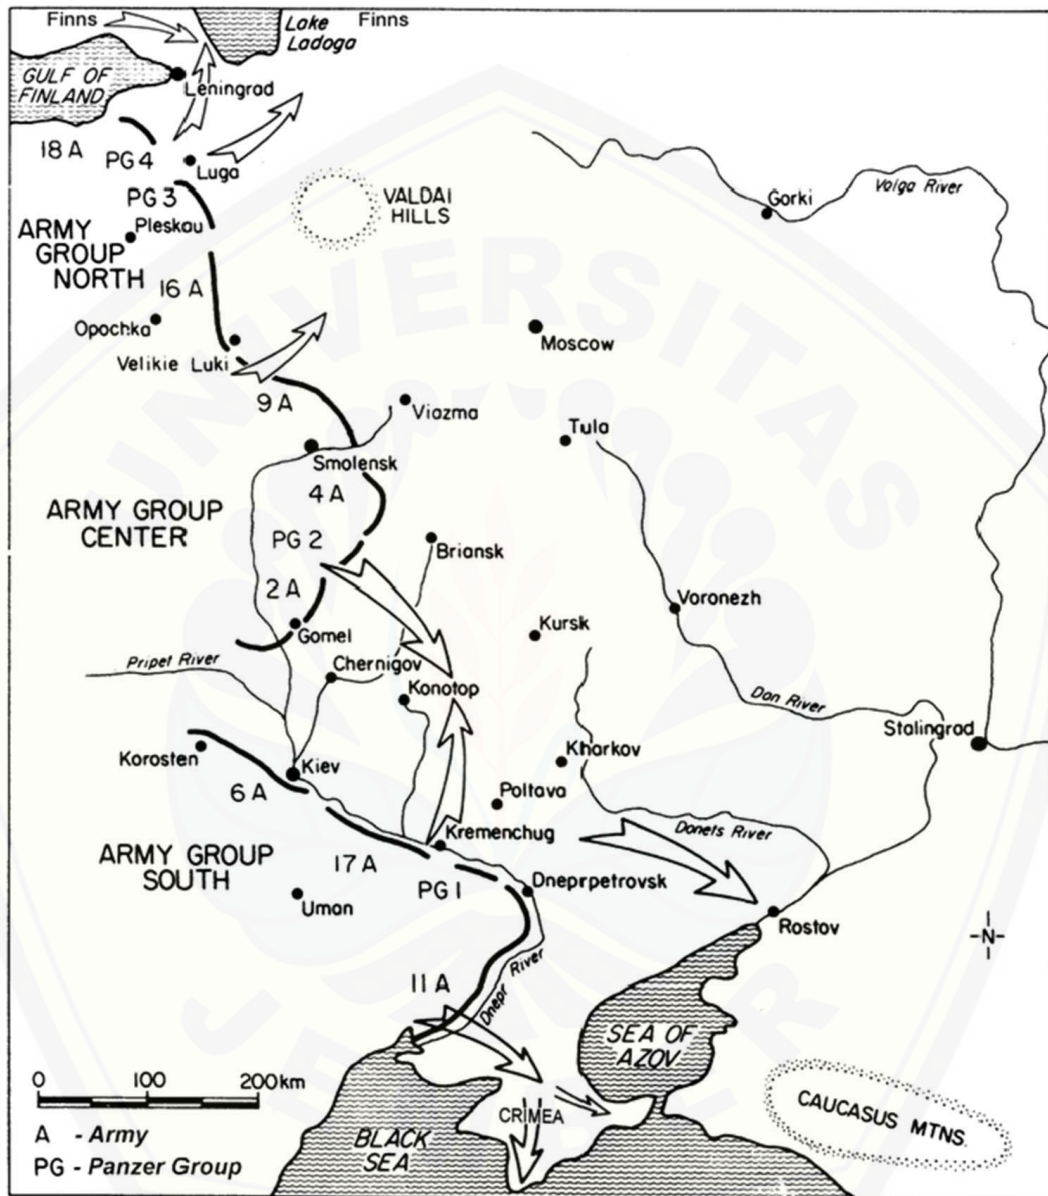 Finns
Lake
Ladoga
Finns
GULF OF
FINLAND
Leningrad
18 A
PG 4
Luga
PG 3
VALDAI
HILLS
Gorki
Volga River
Pleskau
ARMY
GROUP
NORTH
16 A
Opochka
Velikie Luki
Moscow
9 A
Viazma
Tula
Smolensk
4 A
ARMY GROUP
CENTER
PG 2
Briansk
2 A
Gomel
Voronezh
Kursk
Pripet River
Chernigov
Konotop
Don River
Stalingrad
Korosten
Kiev
Kharkov
6 A
Poltava
Kremenchug
Donets River
ARMY GROUP
SOUTH
17 A
PG 1
Dneprpetrovsk
Uman
Rostov
N
11 A
Dnepr River
SEA OF
AZOV
0 100 200 km
CRIMEA
CAUCASUS MTNS.
A - Army
PG - Panzer Group
BLACK
SEA
UNIVERSITAS
JEMBER